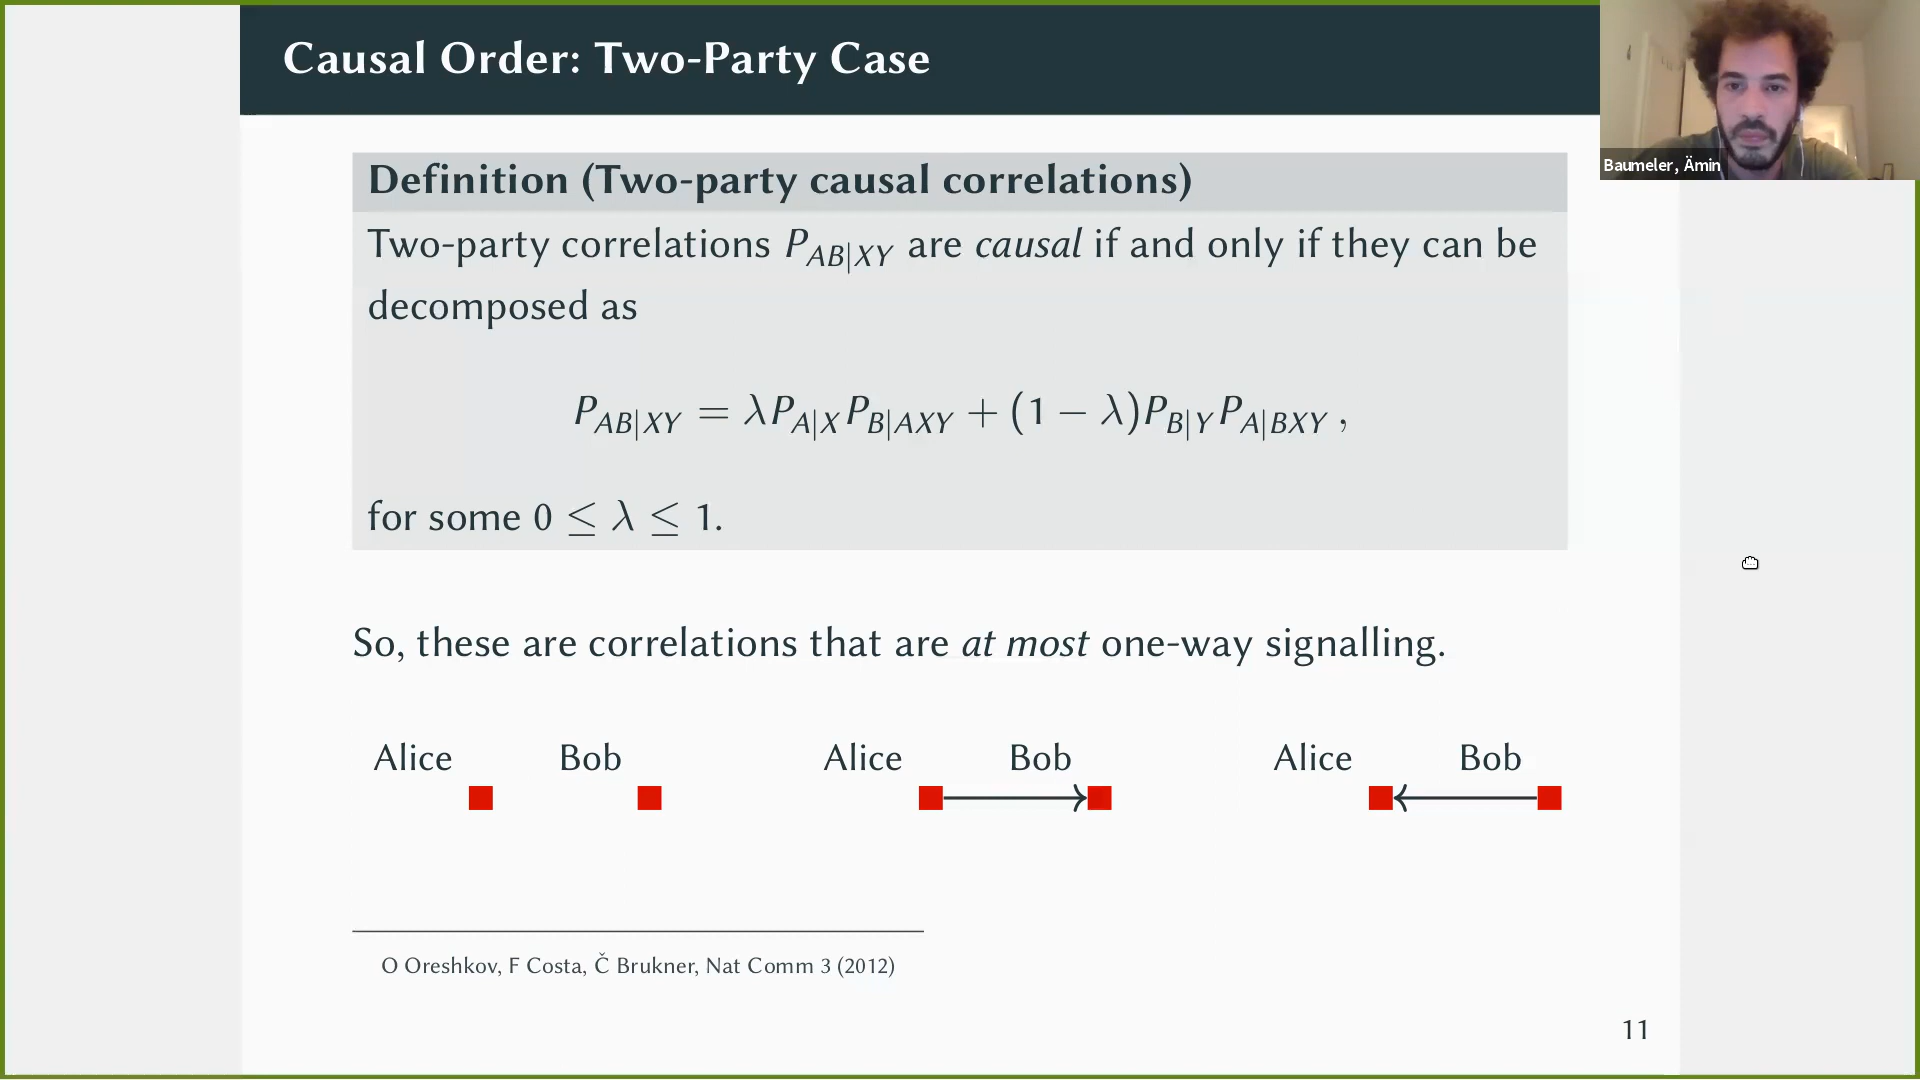 Causal Order: Two-Party Case
Baumeler, Ämin
Definition (Two-party causal correlations)
Two-party correlations P_{AB|XY} are causal if and only if they can be
decomposed as
P_{AB|XY} = λP_{A|X}P_{B|AXY} + (1 − λ)P_{B|Y}P_{A|BXY} ,
for some 0 ≤ λ ≤ 1.
So, these are correlations that are at most one-way signalling.
Alice Bob Alice Bob Alice Bob
O Oreshkov, F Costa, Č Brukner, Nat Comm 3 (2012)
11